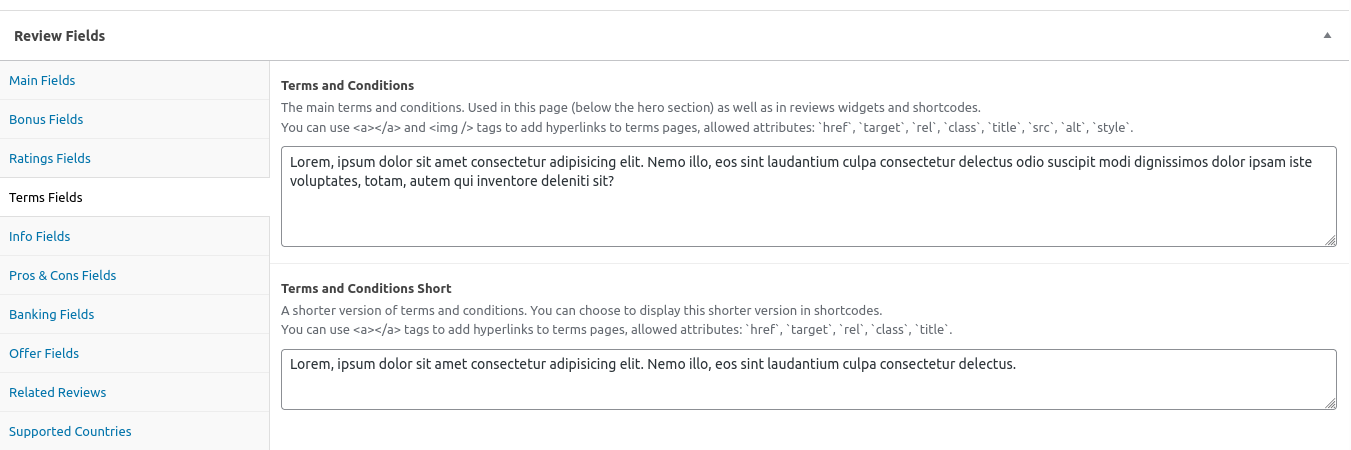 Review Fields
Main Fields
Bonus Fields
Ratings Fields
Terms Fields
Info Fields
Pros & Cons Fields
Banking Fields
Offer Fields
Related Reviews
Supported Countries
Terms and Conditions
The main terms and conditions. Used in this page (below the hero section) as well as in reviews widgets and shortcodes.
You can use <a></a> and <img /> tags to add hyperlinks to terms pages, allowed attributes: `href`, `target`, `rel`, `class`, `title`, `src`, `alt`, `style`.
Lorem, ipsum dolor sit amet consectetur adipisicing elit. Nemo illo, eos sint laudantium culpa consectetur delectus odio suscipit modi dignissimos dolor ipsam iste
voluptates, totam, autem qui inventore deleniti sit?
Terms and Conditions Short
A shorter version of terms and conditions. You can choose to display this shorter version in shortcodes.
You can use <a></a> tags to add hyperlinks to terms pages, allowed attributes: `href`, `target`, `rel`, `class`, `title`.
Lorem, ipsum dolor sit amet consectetur adipisicing elit. Nemo illo, eos sint laudantium culpa consectetur delectus.